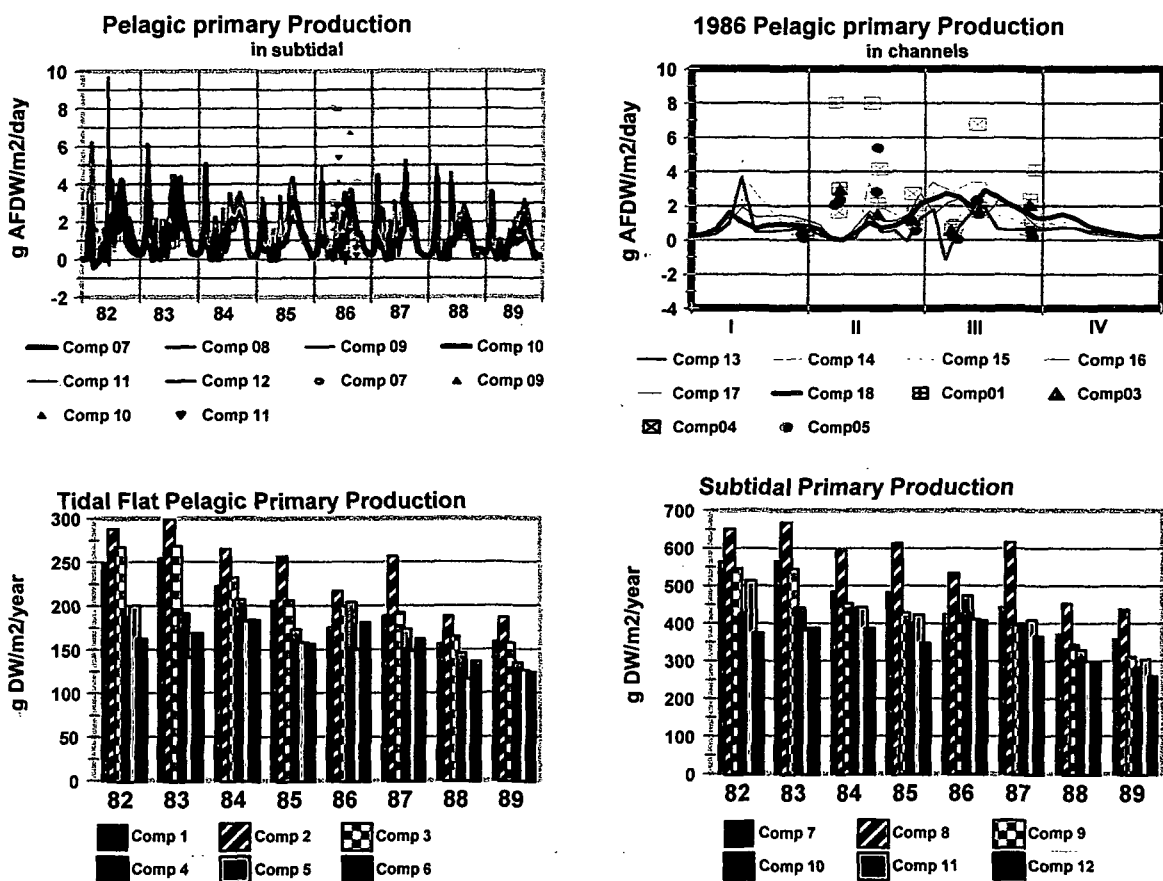 Pelagic primary Production
in subtidal
g AFDW/m2/day
10
8
6
4
2
0
-2
82 83 84 85 86 87 88 89
Comp 07 Comp 08 Comp 09 Comp 10
Comp 11 Comp 12 Comp 07 Comp 09
Comp 10 Comp 11
1986 Pelagic primary Production
in channels
g AFDW/m2/day
10
8
6
4
2
0
-2
-4
I II III IV
Comp 13 Comp 14 Comp 15 Comp 16
Comp 17 Comp 18 Comp01 Comp03
Comp04 Comp05
Tidal Flat Pelagic Primary Production
g DW/m2/year
300
250
200
150
100
50
0
82 83 84 85 86 87 88 89
Comp 1 Comp 2 Comp 3
Comp 4 Comp 5 Comp 6
Subtidal Primary Production
g DW/m2/year
700
600
500
400
300
200
100
0
82 83 84 85 86 87 88 89
Comp 7 Comp 8 Comp 9
Comp 10 Comp 11 Comp 12